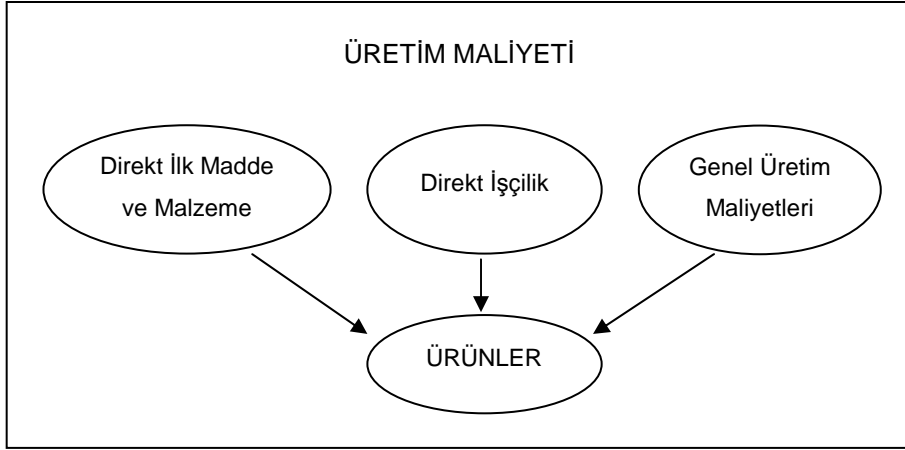 ÜRETİM MALİYETİ
Direkt İlk Madde
ve Malzeme
Direkt İşçilik
Genel Üretim
Maliyetleri
ÜRÜNLER